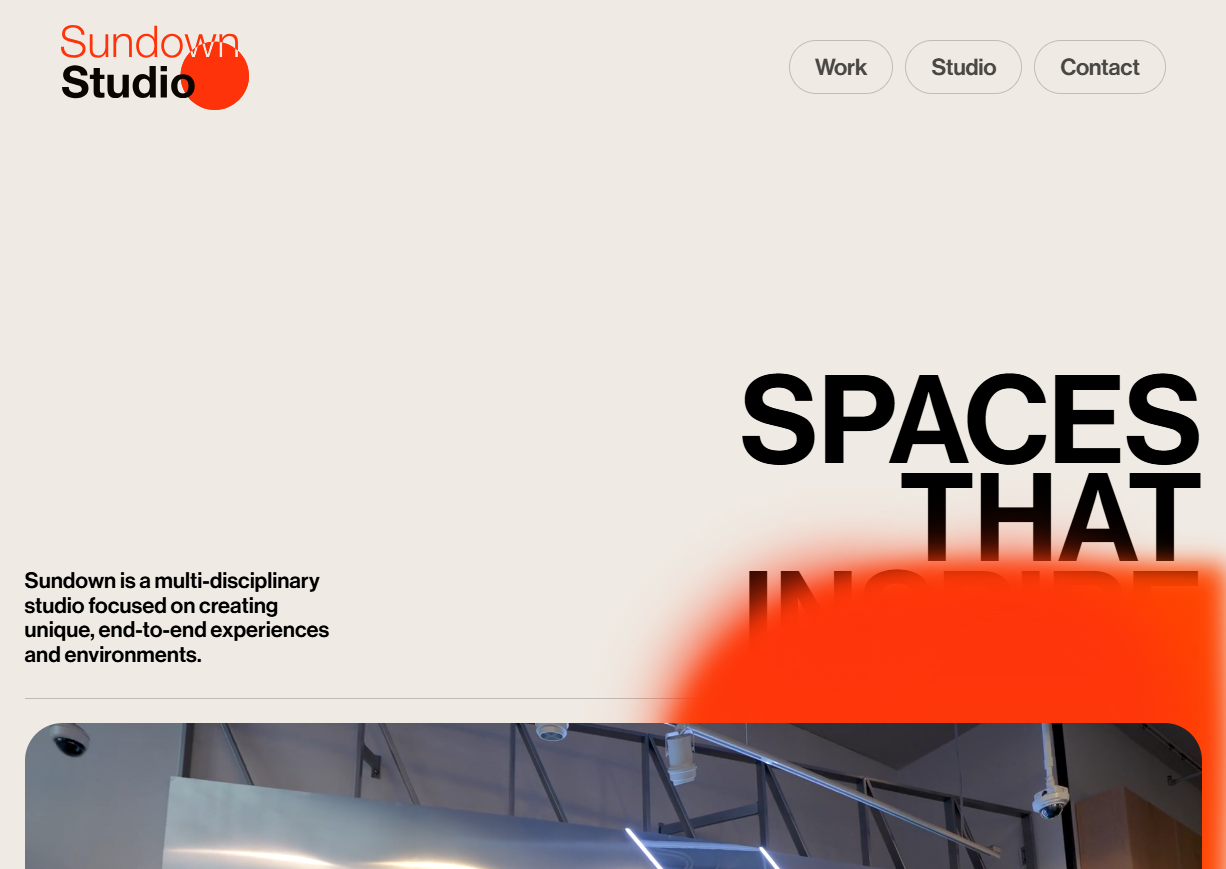 Sundown
Studio
Work
Studio
Contact
SPACES
THAT
INSPIRE
Sundown is a multi-disciplinary
studio focused on creating
unique, end-to-end experiences
and environments.